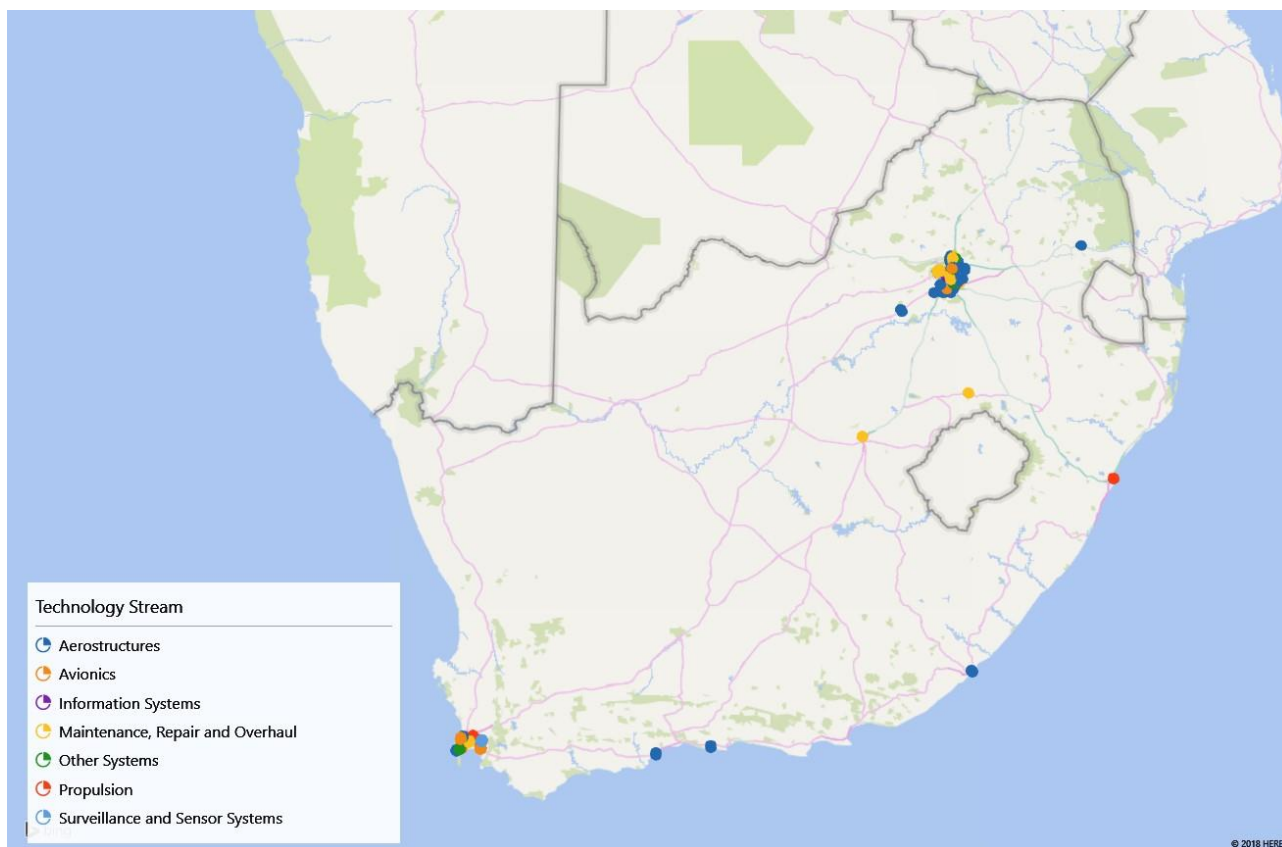 Technology Stream
Aerostructures
Avionics
Information Systems
Maintenance, Repair and Overhaul
Other Systems
Propulsion
Surveillance and Sensor Systems
bing
© 2018 HERE